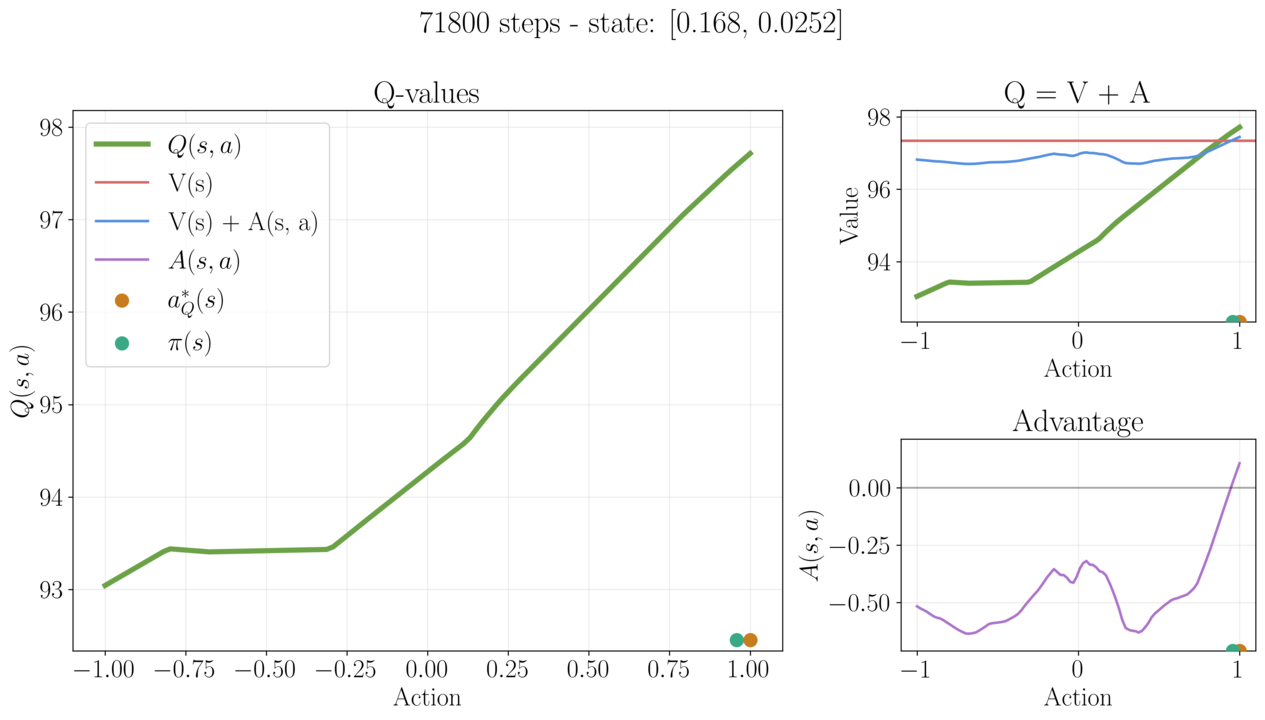 71800 steps - state: [0.168, 0.0252]
Q-values
98
97
96
95
94
93
Q(s, a)
Q(s, a)
V(s)
V(s) + A(s, a)
A(s, a)
a*_Q(s)
π(s)
−1.00 −0.75 −0.50 −0.25 0.00 0.25 0.50 0.75 1.00
Action
Q = V + A
98
96
94
Value
−1 0 1
Action
Advantage
0.00
−0.25
−0.50
A(s, a)
−1 0 1
Action